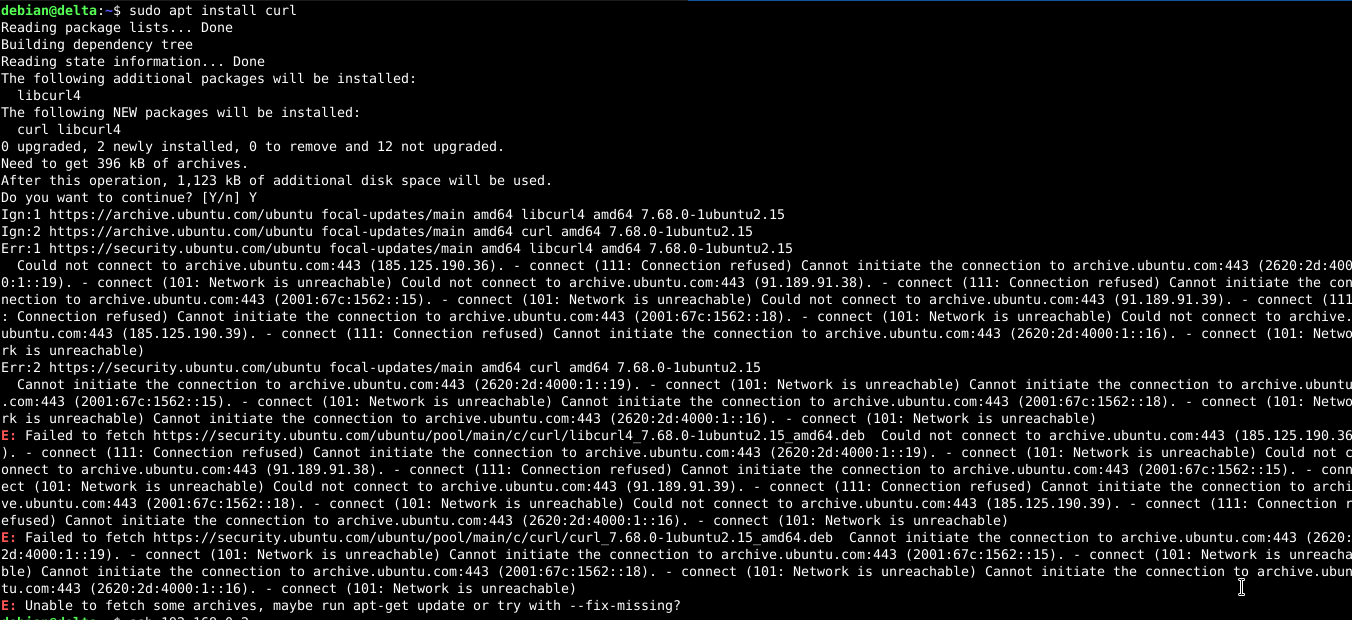 debian@delta:~$ sudo apt install curl
Reading package lists... Done
Building dependency tree
Reading state information... Done
The following additional packages will be installed:
  libcurl4
The following NEW packages will be installed:
  curl libcurl4
0 upgraded, 2 newly installed, 0 to remove and 12 not upgraded.
Need to get 396 kB of archives.
After this operation, 1,123 kB of additional disk space will be used.
Do you want to continue? [Y/n] Y
Ign:1 https://archive.ubuntu.com/ubuntu focal-updates/main amd64 libcurl4 amd64 7.68.0-1ubuntu2.15
Ign:2 https://archive.ubuntu.com/ubuntu focal-updates/main amd64 curl amd64 7.68.0-1ubuntu2.15
Err:1 https://security.ubuntu.com/ubuntu focal-updates/main amd64 libcurl4 amd64 7.68.0-1ubuntu2.15
  Could not connect to archive.ubuntu.com:443 (185.125.190.36). - connect (111: Connection refused) Cannot initiate the connection to archive.ubuntu.com:443 (2620:2d:400
0:1::19). - connect (101: Network is unreachable) Could not connect to archive.ubuntu.com:443 (91.189.91.38). - connect (111: Connection refused) Cannot initiate the con
nection to archive.ubuntu.com:443 (2001:67c:1562::15). - connect (101: Network is unreachable) Could not connect to archive.ubuntu.com:443 (91.189.91.39). - connect (111
: Connection refused) Cannot initiate the connection to archive.ubuntu.com:443 (2001:67c:1562::18). - connect (101: Network is unreachable) Could not connect to archive.
ubuntu.com:443 (185.125.190.39). - connect (111: Connection refused) Cannot initiate the connection to archive.ubuntu.com:443 (2620:2d:4000:1::16). - connect (101: Netwo
rk is unreachable)
Err:2 https://security.ubuntu.com/ubuntu focal-updates/main amd64 curl amd64 7.68.0-1ubuntu2.15
  Cannot initiate the connection to archive.ubuntu.com:443 (2620:2d:4000:1::19). - connect (101: Network is unreachable) Cannot initiate the connection to archive.ubuntu
.com:443 (2001:67c:1562::15). - connect (101: Network is unreachable) Cannot initiate the connection to archive.ubuntu.com:443 (2001:67c:1562::18). - connect (101: Netwo
rk is unreachable) Cannot initiate the connection to archive.ubuntu.com:443 (2620:2d:4000:1::16). - connect (101: Network is unreachable)
E: Failed to fetch https://security.ubuntu.com/ubuntu/pool/main/c/curl/libcurl4_7.68.0-1ubuntu2.15_amd64.deb  Could not connect to archive.ubuntu.com:443 (185.125.190.36
). - connect (111: Connection refused) Cannot initiate the connection to archive.ubuntu.com:443 (2620:2d:4000:1::19). - connect (101: Network is unreachable) Could not c
onnect to archive.ubuntu.com:443 (91.189.91.38). - connect (111: Connection refused) Cannot initiate the connection to archive.ubuntu.com:443 (2001:67c:1562::15). - conn
ect (101: Network is unreachable) Could not connect to archive.ubuntu.com:443 (91.189.91.39). - connect (111: Connection refused) Cannot initiate the connection to archi
ve.ubuntu.com:443 (2001:67c:1562::18). - connect (101: Network is unreachable) Could not connect to archive.ubuntu.com:443 (185.125.190.39). - connect (111: Connection r
efused) Cannot initiate the connection to archive.ubuntu.com:443 (2620:2d:4000:1::16). - connect (101: Network is unreachable)
E: Failed to fetch https://security.ubuntu.com/ubuntu/pool/main/c/curl/curl_7.68.0-1ubuntu2.15_amd64.deb  Cannot initiate the connection to archive.ubuntu.com:443 (2620:
2d:4000:1::19). - connect (101: Network is unreachable) Cannot initiate the connection to archive.ubuntu.com:443 (2001:67c:1562::15). - connect (101: Network is unreacha
ble) Cannot initiate the connection to archive.ubuntu.com:443 (2001:67c:1562::18). - connect (101: Network is unreachable) Cannot initiate the connection to archive.ubun
tu.com:443 (2620:2d:4000:1::16). - connect (101: Network is unreachable)
E: Unable to fetch some archives, maybe run apt-get update or try with --fix-missing?